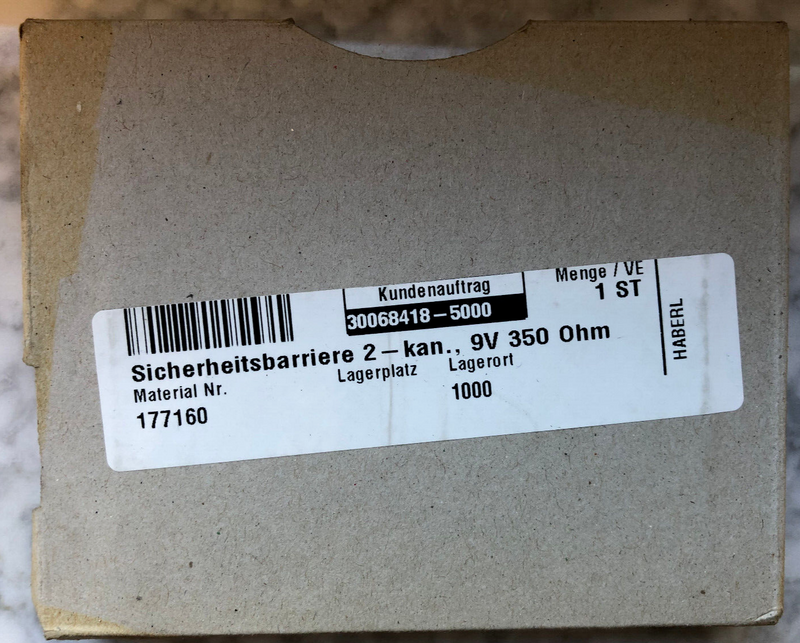 Kundenauftrag
Menge / VE
30068418-5000
1 ST
Sicherheitsbarriere 2-kan., 9V 350 Ohm
HABERL
Material Nr.
Lagerplatz
Lagerort
177160
1000